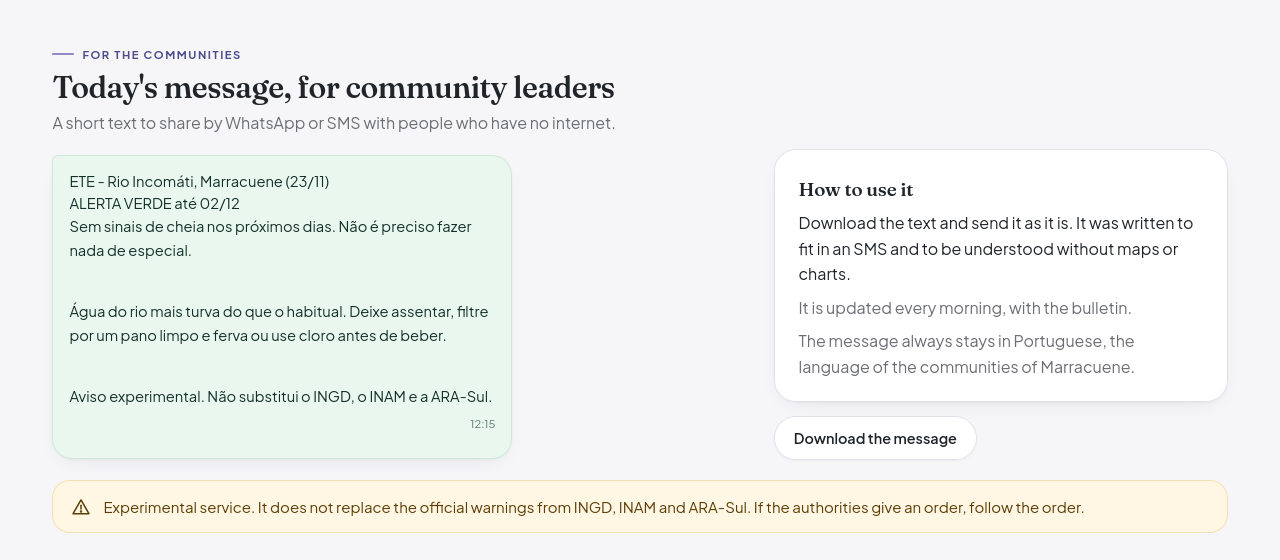 FOR THE COMMUNITIES
Today's message, for community leaders
A short text to share by WhatsApp or SMS with people who have no internet.
ETE - Rio Incomáti, Marracuene (23/11)
ALERTA VERDE até 02/12
Sem sinais de cheia nos próximos dias. Não é preciso fazer
nada de especial.
Água do rio mais turva do que o habitual. Deixe assentar, filtre
por um pano limpo e ferva ou use cloro antes de beber.
Aviso experimental. Não substitui o INGD, o INAM e a ARA-Sul.
12:15
How to use it
Download the text and send it as it is. It was written to
fit in an SMS and to be understood without maps or
charts.
It is updated every morning, with the bulletin.
The message always stays in Portuguese, the
language of the communities of Marracuene.
Download the message
Experimental service. It does not replace the official warnings from INGD, INAM and ARA-Sul. If the authorities give an order, follow the order.